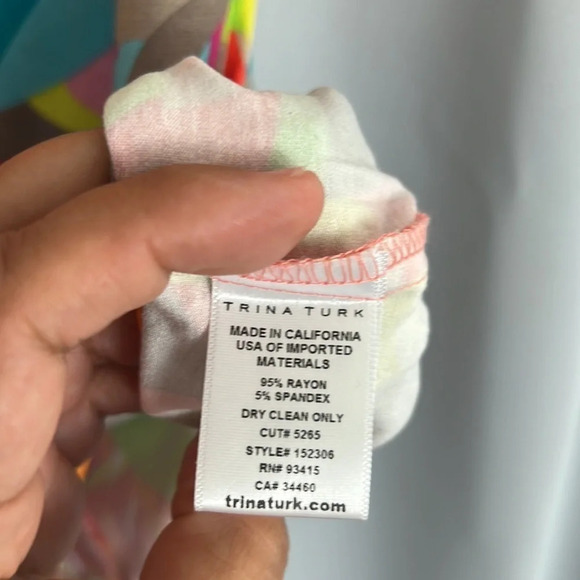 TRINA TURK
MADE IN CALIFORNIA
USA OF IMPORTED
MATERIALS
95% RAYON
5% SPANDEX
DRY CLEAN ONLY
CUT# 5265
STYLE# 152306
RN# 93415
CA# 34460
trinaturk.com